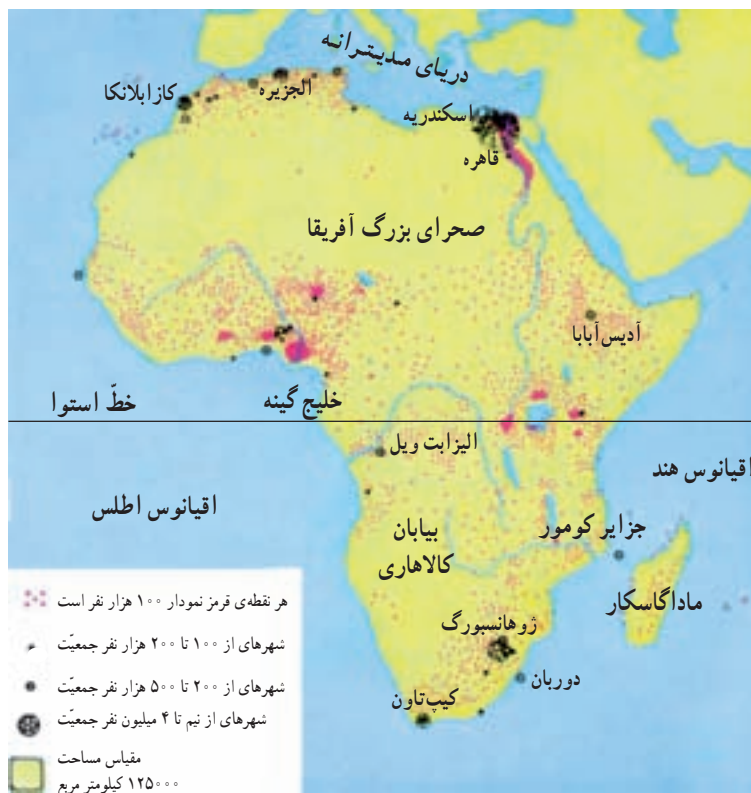 دریای مدیترانه
الجزیره
کازابلانکا
اسکندریه
قاهره
صحرای بزرگ آفریقا
آدیس‌آبابا
خلیج گینه
خطّ استوا
الیزابت ویل
اقیانوس هند
اقیانوس اطلس
بیابان
کالاهاری
جزایر کومور
ماداگاسکار
ژوهانسبورگ
دوربان
کیپ‌تاون
هر نقطه‌ی قرمز نمودار ۱۰۰ هزار نفر است
شهرهای از ۱۰۰ تا ۲۰۰ هزار نفر جمعیّت
شهرهای از ۲۰۰ تا ۵۰۰ هزار نفر جمعیّت
شهرهای از نیم تا ۴ میلیون نفر جمعیّت
مقیاس مساحت
۱۲۵۰۰۰ کیلومتر مربع